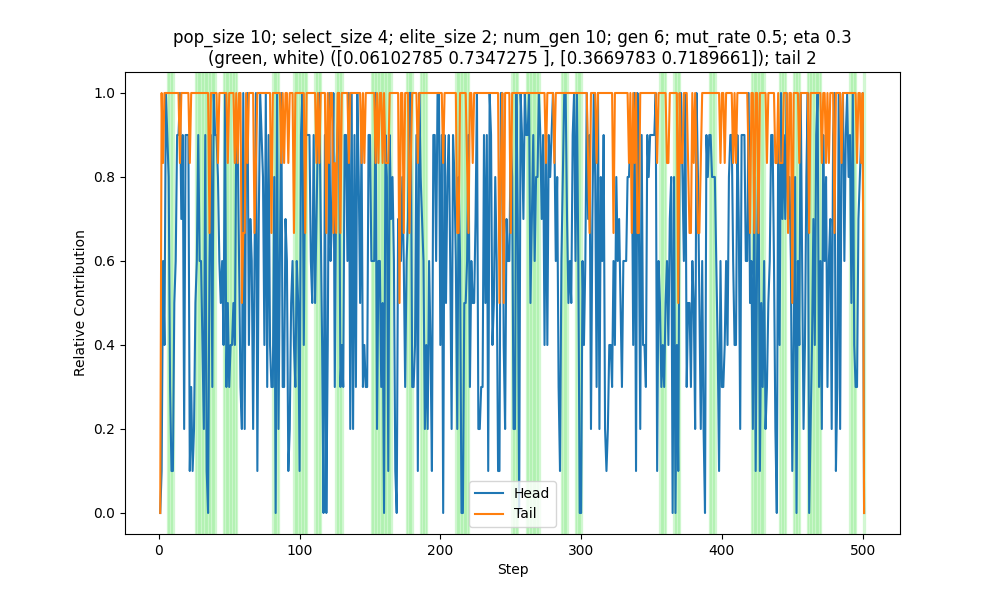 pop_size 10; select_size 4; elite_size 2; num_gen 10; gen 6; mut_rate 0.5; eta 0.3
(green, white) ([0.06102785 0.7347275 ], [0.3669783 0.7189661]); tail 2
1.0
0.8
0.6
0.4
0.2
0.0
Relative Contribution
Head
Tail
0
100
200
300
400
500
Step